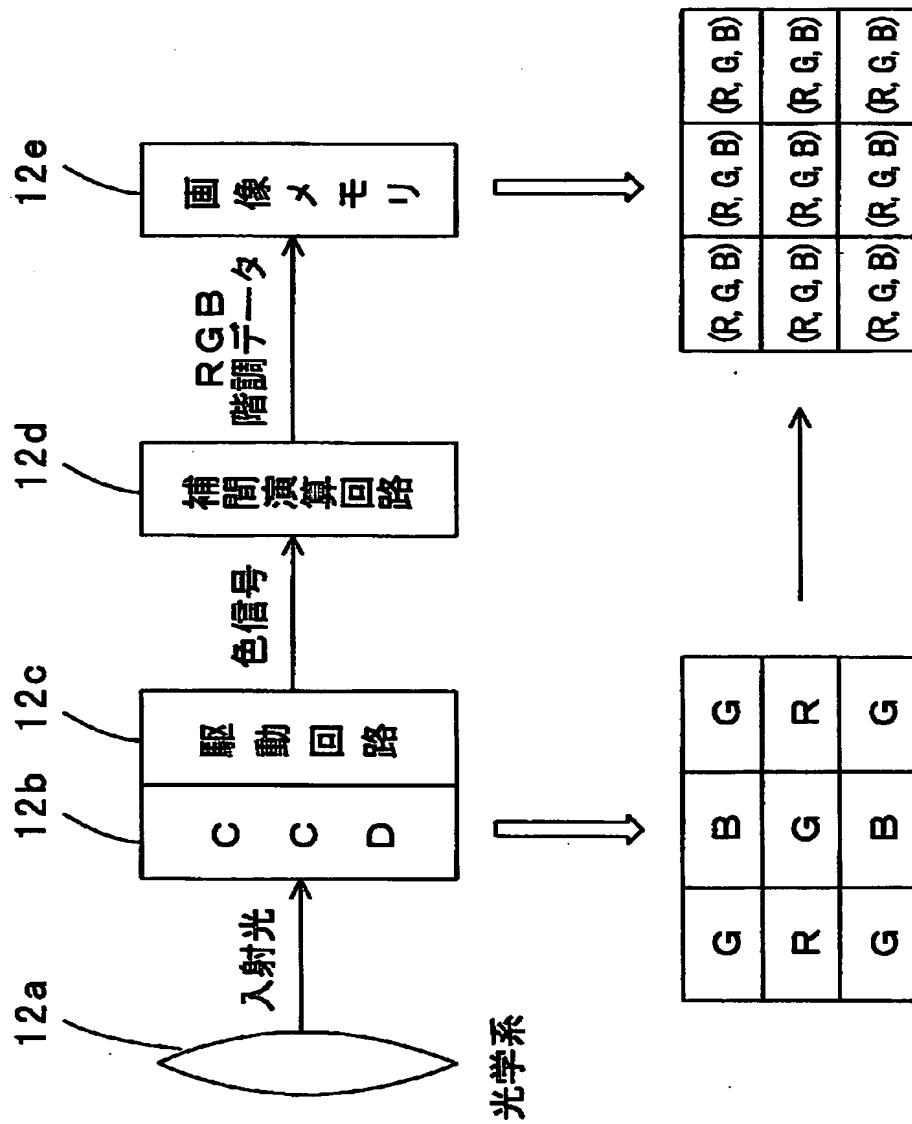 12a
12b
12c
12d
12e
光学系
入射光
CCD
駆動回路
色信号
補間演算回路
RGB
階調データ
画像メモリ
G B G
R G R
G B G
(R, G, B) (R, G, B) (R, G, B)
(R, G, B) (R, G, B) (R, G, B)
(R, G, B) (R, G, B) (R, G, B)